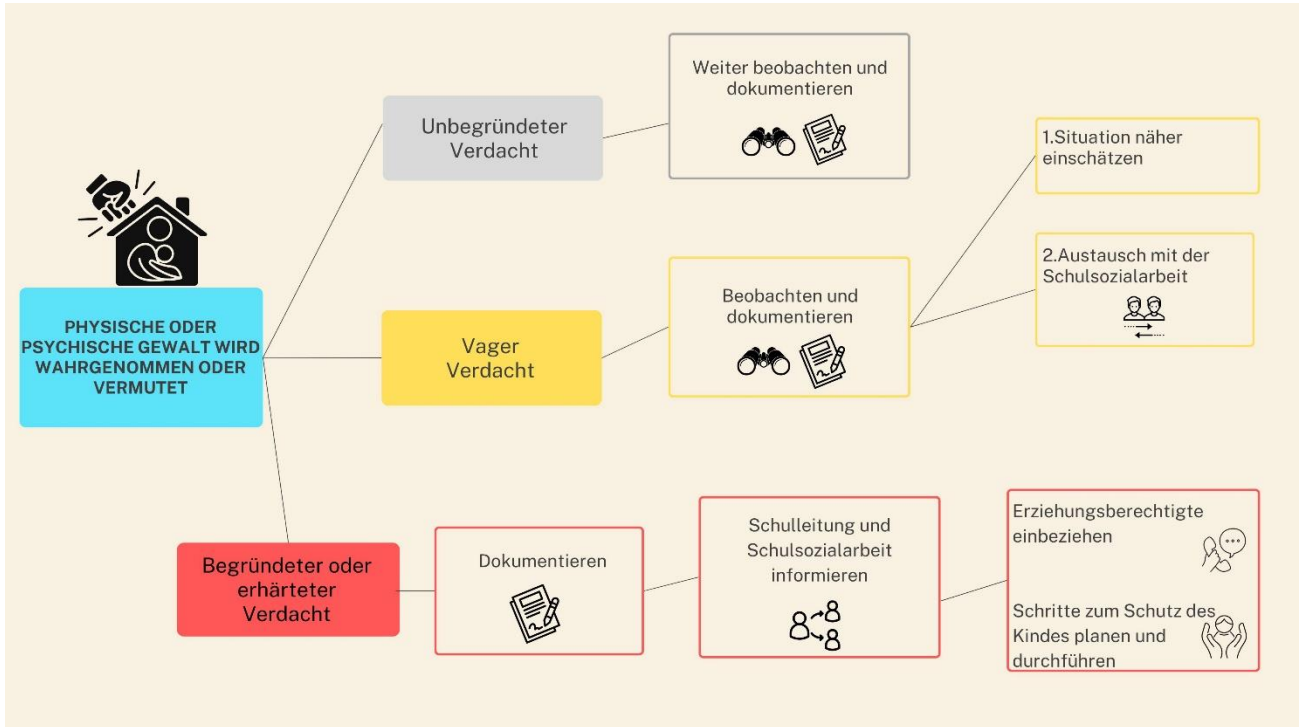 PHYSISCHE ODER
PSYCHISCHE GEWALT WIRD
WAHRGENOMMEN ODER
VERMUTET
Unbegründeter
Verdacht
Weiter beobachten und
dokumentieren
Vager
Verdacht
Beobachten und
dokumentieren
1.Situation näher
einschätzen
2.Austausch mit der
Schulsozialarbeit
Begründeter oder
erhärteter
Verdacht
Dokumentieren
Schulleitung und
Schulsozialarbeit
informieren
Erziehungsberechtigte
einbeziehen
Schritte zum Schutz des
Kindes planen und
durchführen